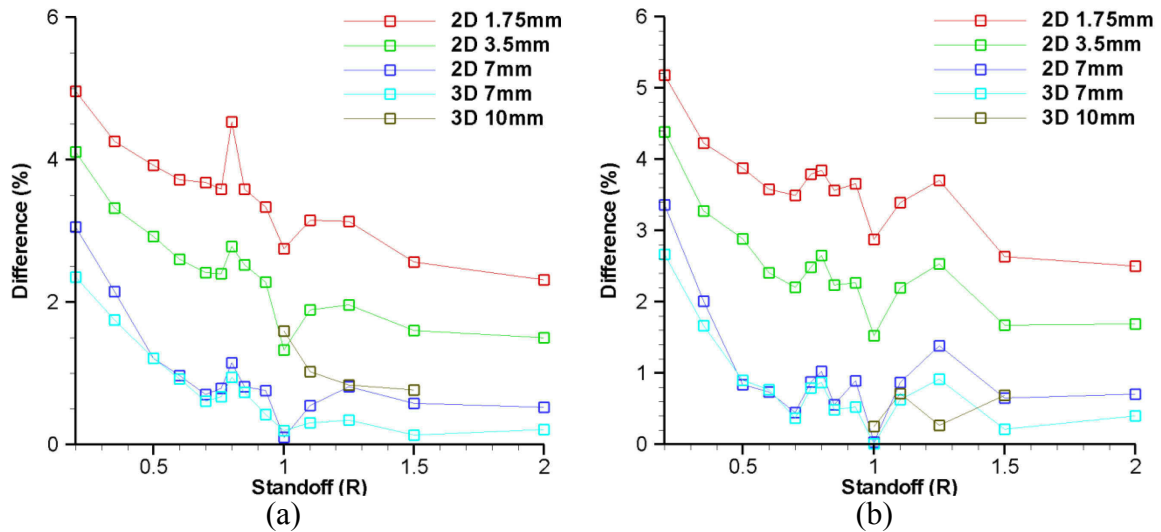 6
4
2
0
Difference (%)
2D 1.75mm
2D 3.5mm
2D 7mm
3D 7mm
3D 10mm
0.5
1
1.5
2
Standoff (R)
(a)
6
5
4
3
2
1
0
Difference (%)
2D 1.75mm
2D 3.5mm
2D 7mm
3D 7mm
3D 10mm
0.5
1
1.5
2
Standoff (R)
(b)